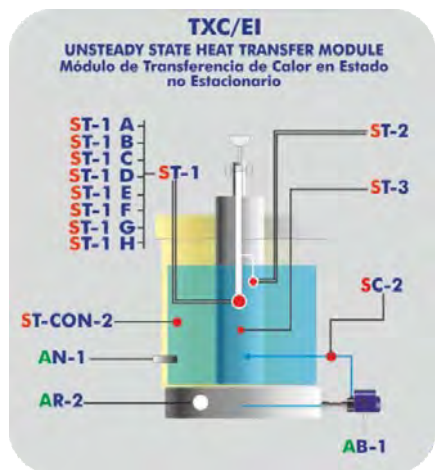 TXC/EI
UNSTEADY STATE HEAT TRANSFER MODULE
Módulo de Transferencia de Calor en Estado
no Estacionario
ST-1 A
ST-1 B
ST-1 C
ST-1 D
ST-1 E
ST-1 F
ST-1 G
ST-1 H
ST-1
ST-2
ST-3
SC-2
ST-CON-2
AN-1
AR-2
AB-1